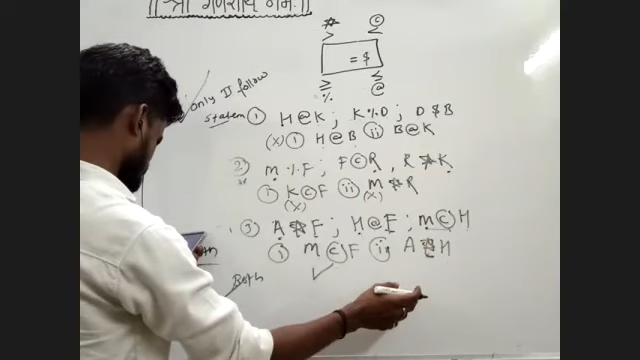 ॥ श्री गणेशाय नमः॥
* ©
> <
= $
≥ ≤
% @
only II follow
Statem ① H @ K ; K % D ; D $ B
(x) ① H @ B ⓘⓘ B @ K
② M % F , F © R , R * K
ⓘ K © F ⓘⓘ M * R
(x) (x)
③ A * F ; H @ F ; M © H
ⓘ M © F ⓘⓘ A * H
Both